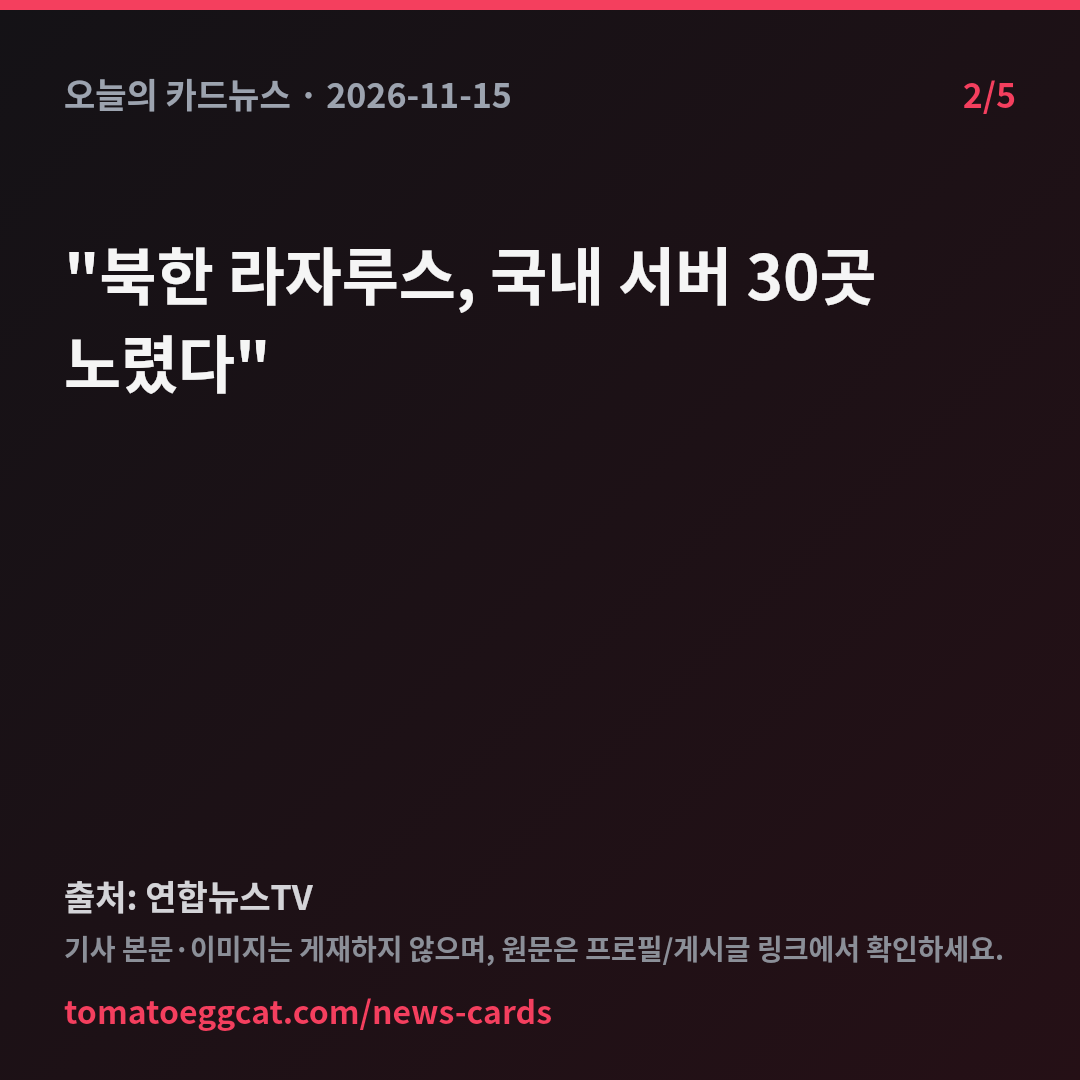 오늘의 카드뉴스 · 2026-11-15
2/5
"북한 라자루스, 국내 서버 30곳
노렸다"
출처: 연합뉴스TV
기사 본문·이미지는 게재하지 않으며, 원문은 프로필/게시글 링크에서 확인하세요.
tomatoeggcat.com/news-cards